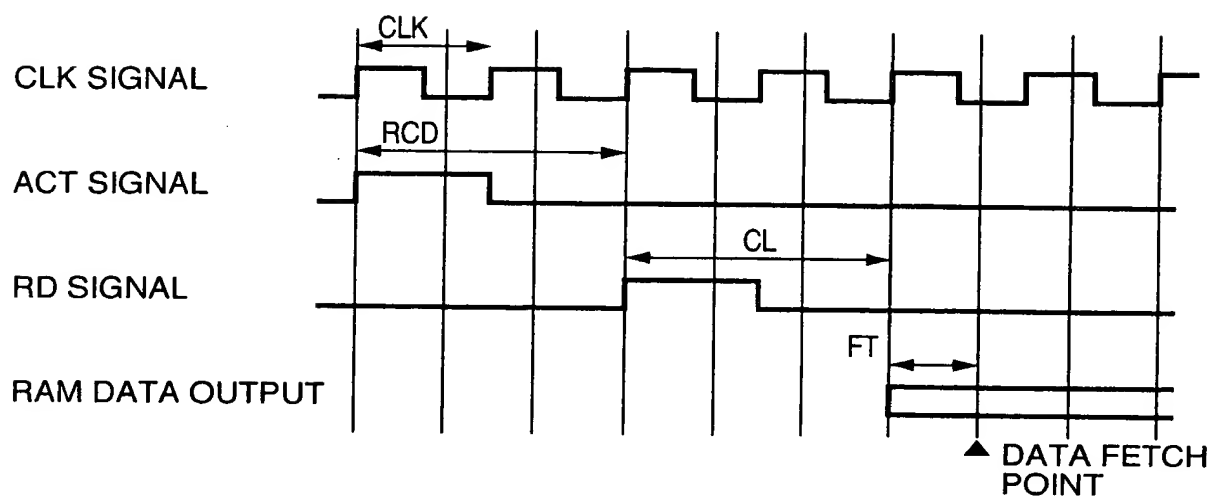 CLK
CLK SIGNAL
RCD
ACT SIGNAL
CL
RD SIGNAL
FT
RAM DATA OUTPUT
DATA FETCH
POINT